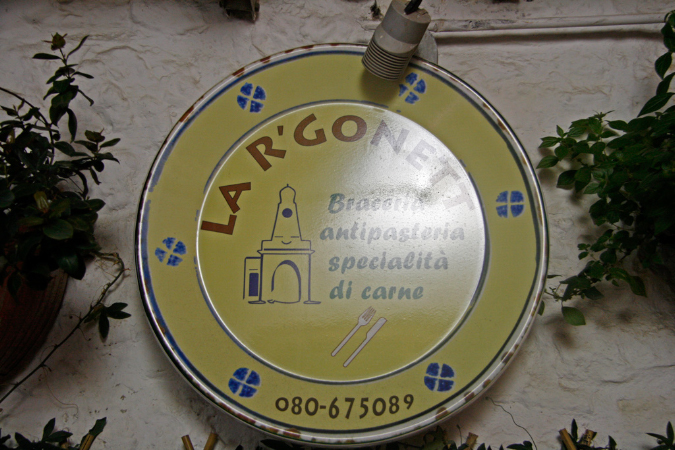 LA R'GONETT
Braceria
antipasteria
specialità
di carne
080-675089